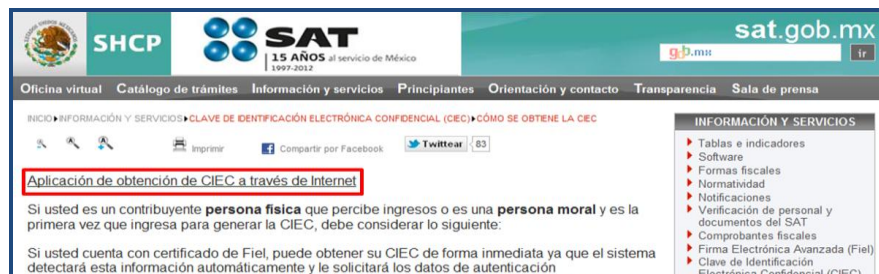 SHCP
SAT
15 AÑOS al servicio de México
1997-2012
sat.gob.mx
gob.mx
ir
Oficina virtual Catálogo de trámites Información y servicios Principiantes Orientación y contacto Transparencia Sala de prensa
INICIO▸INFORMACIÓN Y SERVICIOS▸CLAVE DE IDENTIFICACIÓN ELECTRÓNICA CONFIDENCIAL (CIEC)▸CÓMO SE OBTIENE LA CIEC
Imprimir Compartir por Facebook Twittear 83
Aplicación de obtención de CIEC a través de Internet
Si usted es un contribuyente persona física que percibe ingresos o es una persona moral y es la
primera vez que ingresa para generar la CIEC, debe considerar lo siguiente:
Si usted cuenta con certificado de Fiel, puede obtener su CIEC de forma inmediata ya que el sistema
detectará esta información automáticamente y le solicitará los datos de autenticación
INFORMACIÓN Y SERVICIOS
Tablas e indicadores
Software
Formas fiscales
Normatividad
Notificaciones
Verificación de personal y
documentos del SAT
Comprobantes fiscales
Firma Electrónica Avanzada (Fiel)
Clave de Identificación
Electrónica Confidencial (CIEC)